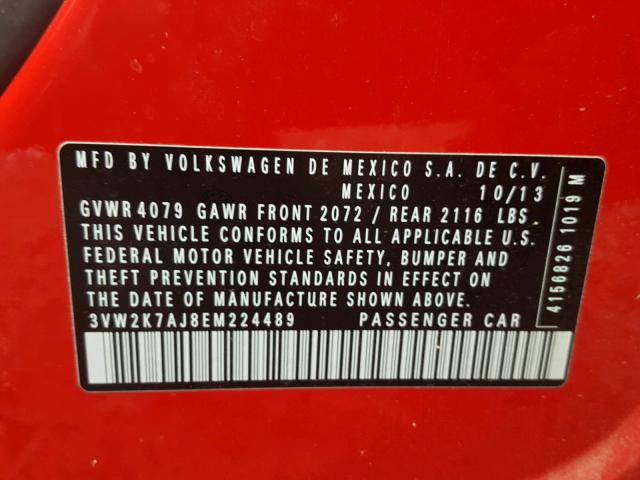 MFD BY VOLKSWAGEN DE MEXICO S.A. DE C.V.
MEXICO 10/13
GVWR 4079 GAWR FRONT 2072 / REAR 2116 LBS
THIS VEHICLE CONFORMS TO ALL APPLICABLE U.S.
FEDERAL MOTOR VEHICLE SAFETY, BUMPER AND
THEFT PREVENTION STANDARDS IN EFFECT ON
THE DATE OF MANUFACTURE SHOWN ABOVE.
3VW2K7AJ8EM224489 PASSENGER CAR
4156826 1019 M